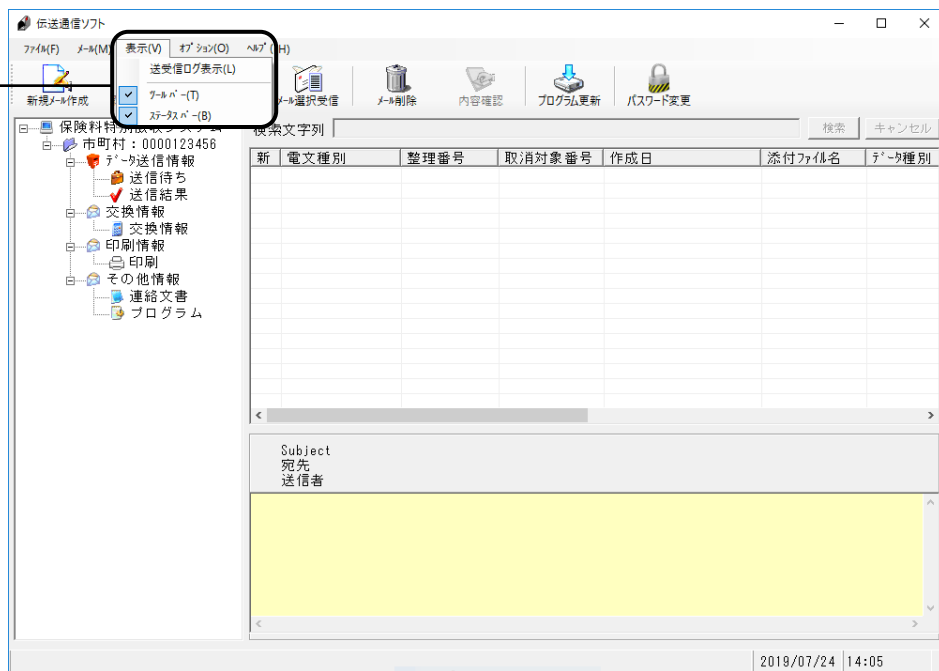 伝送通信ソフト
ﾌｧｲﾙ(F) ﾒｰﾙ(M) 表示(V) ｵﾌﾟｼｮﾝ(O) ﾍﾙﾌﾟ(H)
送受信ログ表示(L)
ﾂｰﾙﾊﾞｰ(T)
ｽﾃｰﾀｽﾊﾞｰ(B)
新規ﾒｰﾙ作成 ﾒｰﾙ選択受信 ﾒｰﾙ削除 内容確認 ﾌﾟﾛｸﾞﾗﾑ更新 ﾊﾟｽﾜｰﾄﾞ変更
検索文字列 検索 キャンセル
保険料特別徴収システム
市町村：0000123456
ﾃﾞｰﾀ送信情報
送信待ち
送信結果
交換情報
交換情報
印刷情報
印刷
その他情報
連絡文書
プログラム
新 電文種別 整理番号 取消対象番号 作成日 添付ﾌｧｲﾙ名 ﾃﾞｰﾀ種別
Subject
宛先
送信者
2019/07/24 14:05